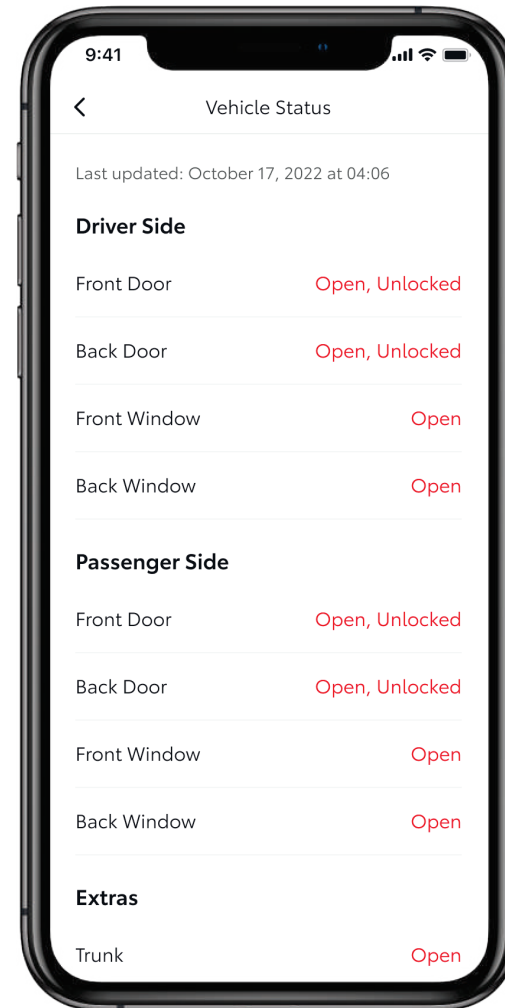 9:41
Vehicle Status
Last updated: October 17, 2022 at 04:06
Driver Side
Front Door Open, Unlocked
Back Door Open, Unlocked
Front Window Open
Back Window Open
Passenger Side
Front Door Open, Unlocked
Back Door Open, Unlocked
Front Window Open
Back Window Open
Extras
Trunk Open